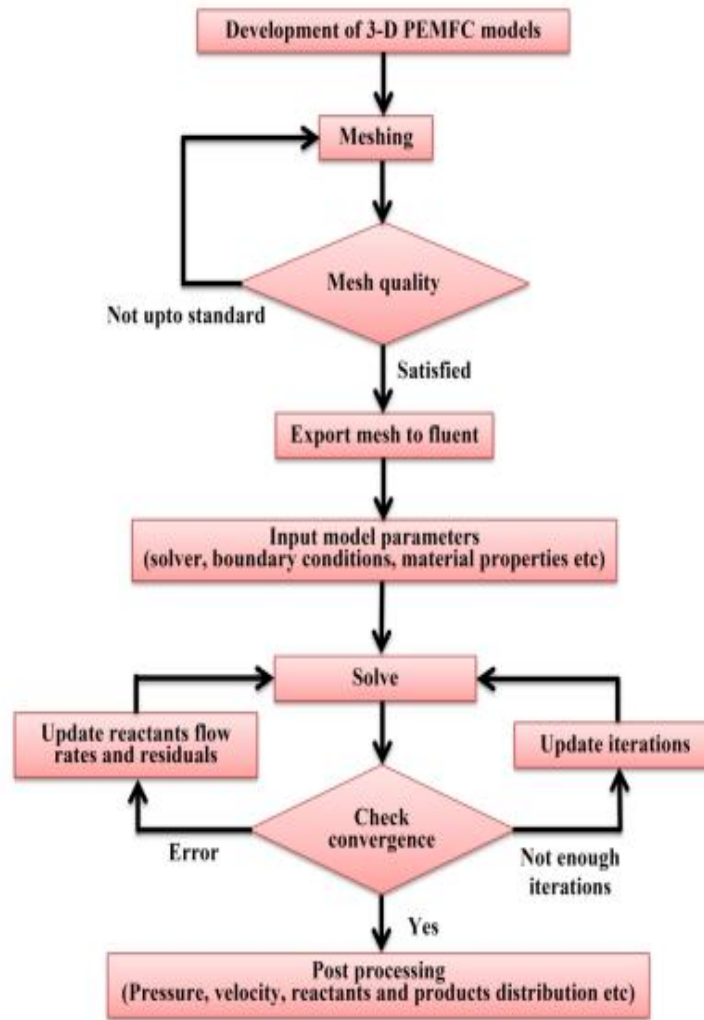 Development of 3-D PEMFC models
Meshing
Mesh quality
Not upto standard
Satisfied
Export mesh to fluent
Input model parameters
(solver, boundary conditions, material properties etc)
Solve
Update reactants flow
rates and residuals
Update iterations
Check
convergence
Error
Not enough
iterations
Yes
Post processing
(Pressure, velocity, reactants and products distribution etc)